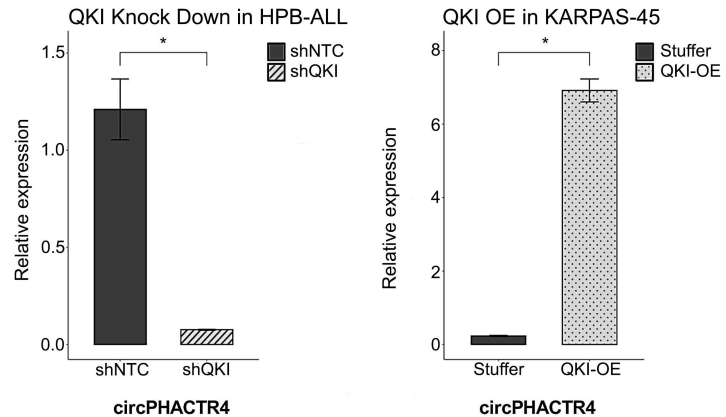 QKI Knock Down in HPB-ALL
*
shNTC
shQKI
Relative expression
1.5
1.0
0.5
0.0
shNTC shQKI
circPHACTR4
QKI OE in KARPAS-45
*
Stuffer
QKI-OE
Relative expression
8
6
4
2
0
Stuffer QKI-OE
circPHACTR4